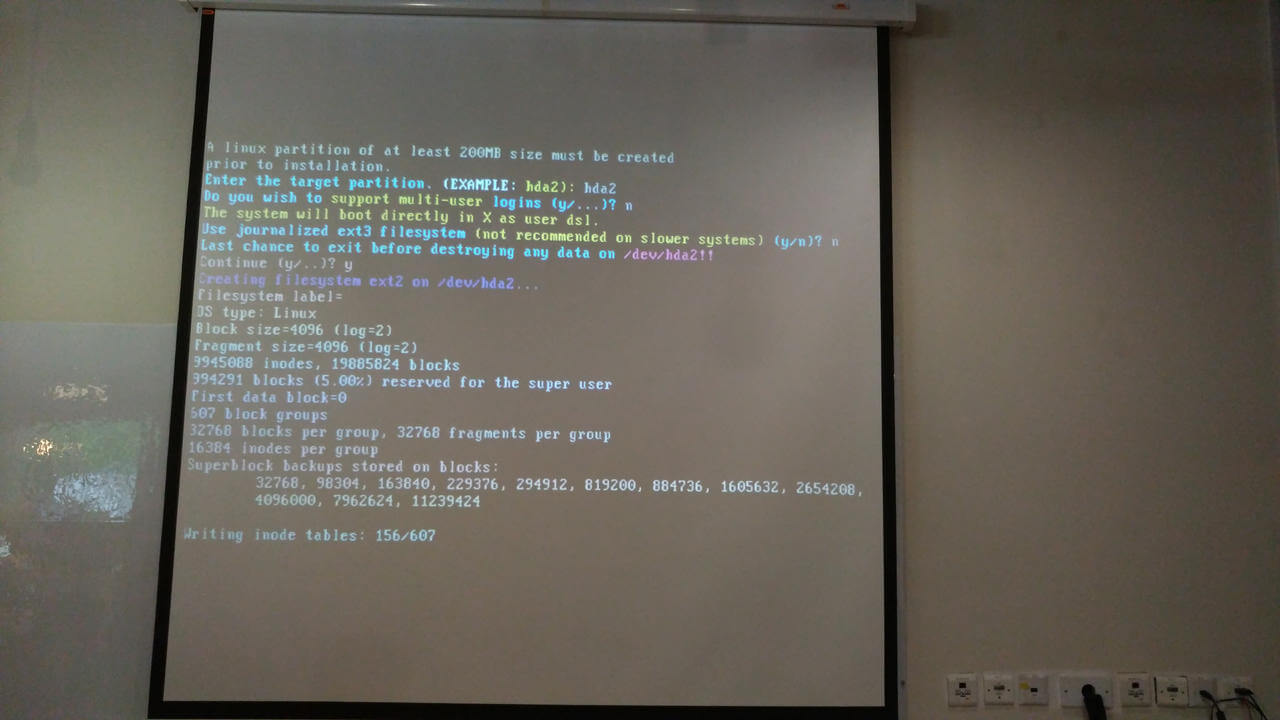 A linux partition of at least 200MB size must be created
prior to installation.
Enter the target partition. (EXAMPLE: hda2): hda2
Do you wish to support multi-user logins (y/...)? n
The system will boot directly in X as user dsl.
Use journalized ext3 filesystem (not recommended on slower systems) (y/n)? n
Last chance to exit before destroying any data on /dev/hda2!!
Continue (y/..)? y
Creating filesystem ext2 on /dev/hda2...
Filesystem label=
OS type: Linux
Block size=4096 (log=2)
Fragment size=4096 (log=2)
9945088 inodes, 19885824 blocks
994291 blocks (5.00%) reserved for the super user
First data block=0
607 block groups
32768 blocks per group, 32768 fragments per group
16384 inodes per group
Superblock backups stored on blocks:
32768, 98304, 163840, 229376, 294912, 819200, 884736, 1605632, 2654208,
4096000, 7962624, 11239424
Writing inode tables: 156/607